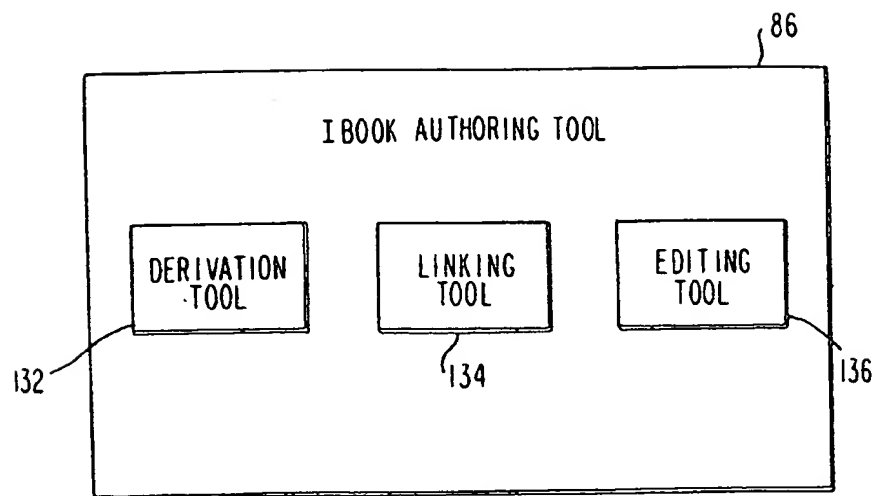 86
IBOOK AUTHORING TOOL
DERIVATION
TOOL
LINKING
TOOL
EDITING
TOOL
132
134
136